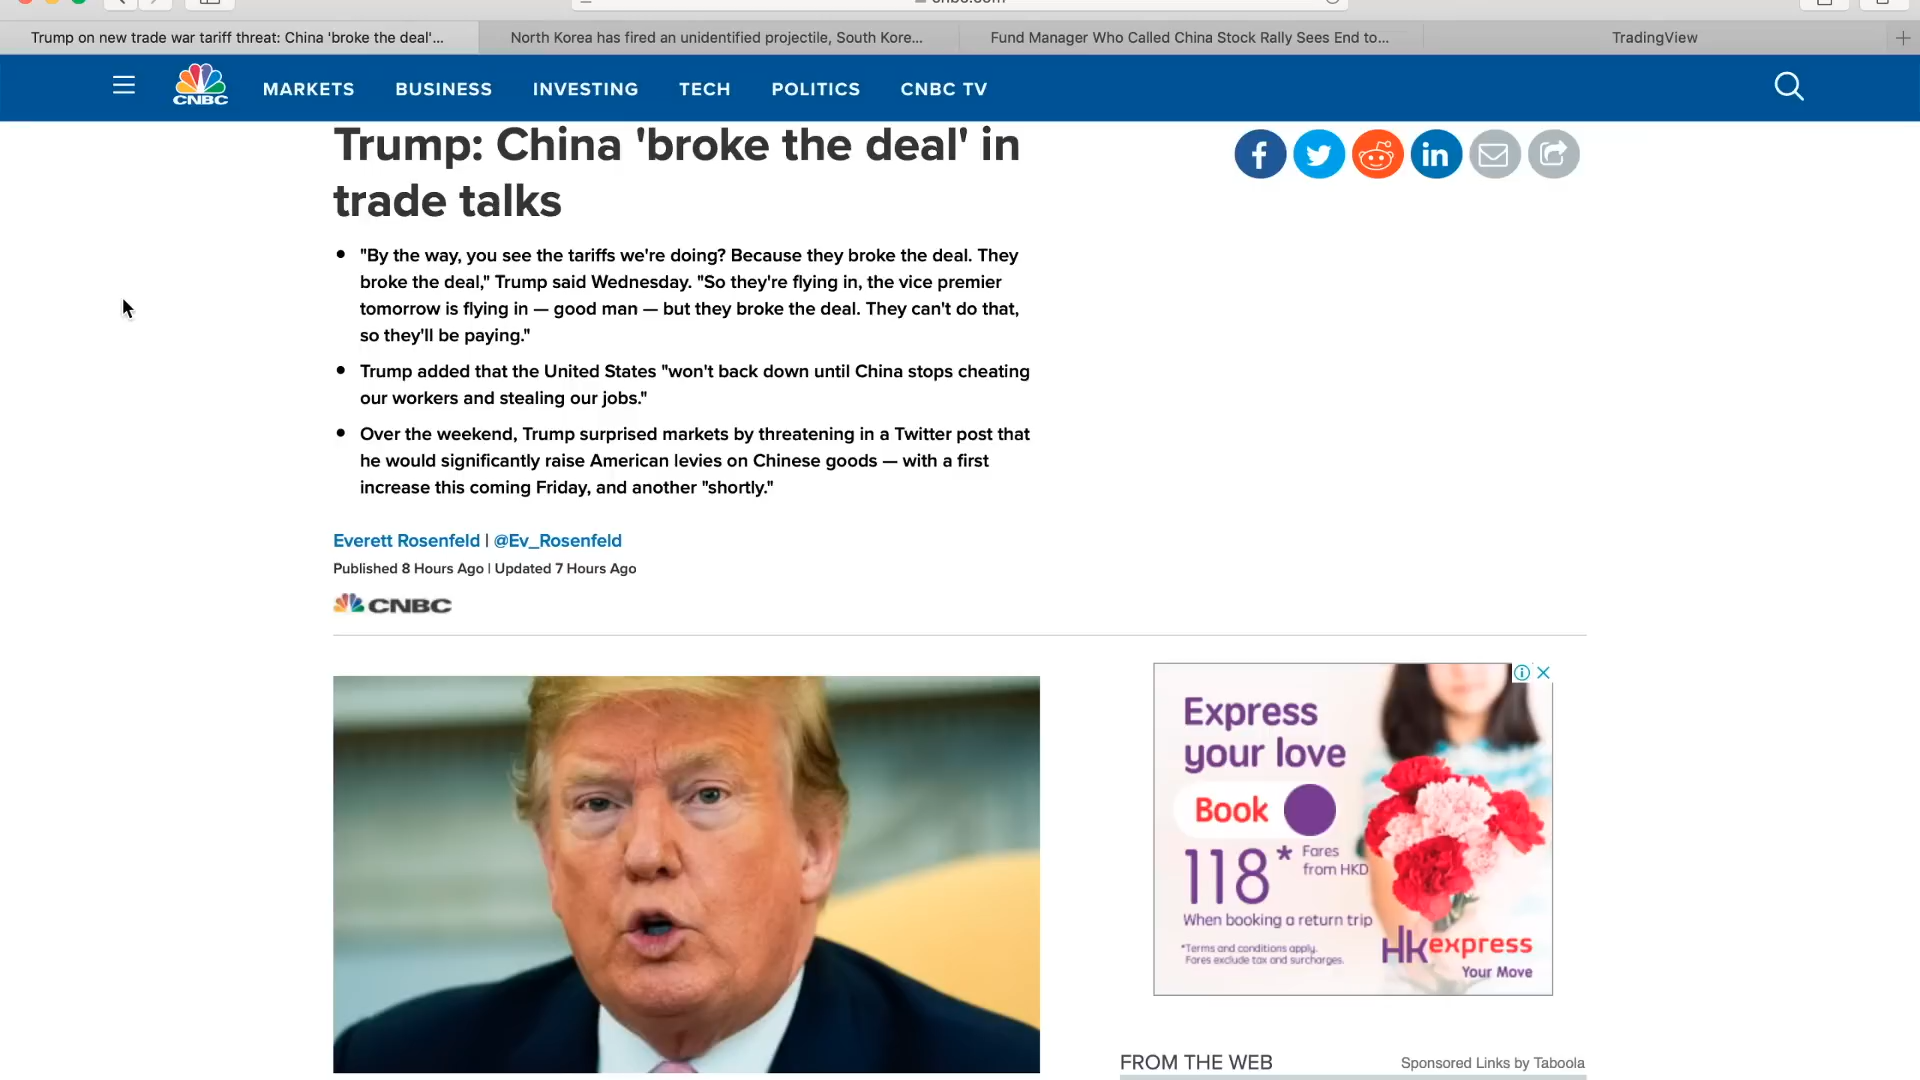 Trump on new trade war tariff threat: China 'broke the deal'...
North Korea has fired an unidentified projectile, South Kore...
Fund Manager Who Called China Stock Rally Sees End to...
TradingView
CNBC
MARKETS
BUSINESS
INVESTING
TECH
POLITICS
CNBC TV
Trump: China 'broke the deal' in
trade talks
"By the way, you see the tariffs we're doing? Because they broke the deal. They
broke the deal," Trump said Wednesday. "So they're flying in, the vice premier
tomorrow is flying in — good man — but they broke the deal. They can't do that,
so they'll be paying."
Trump added that the United States "won't back down until China stops cheating
our workers and stealing our jobs."
Over the weekend, Trump surprised markets by threatening in a Twitter post that
he would significantly raise American levies on Chinese goods — with a first
increase this coming Friday, and another "shortly."
Everett Rosenfeld | @Ev_Rosenfeld
Published 8 Hours Ago | Updated 7 Hours Ago
CNBC
Express
your love
Book
118*
Fares
from HKD
When booking a return trip
*Terms and conditions apply.
Fares exclude tax and surcharges.
HKexpress
Your Move
FROM THE WEB
Sponsored Links by Taboola